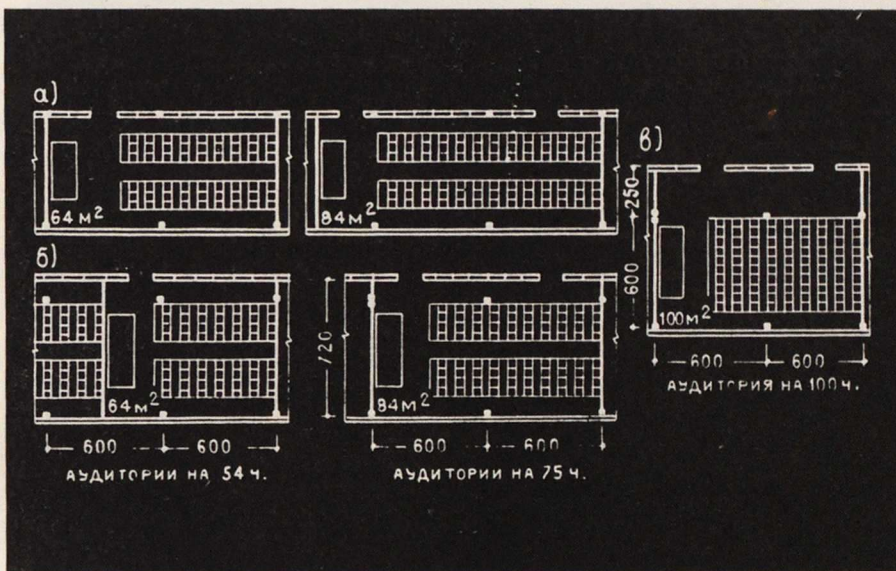 а)
64 м²
84 м²
в)
250
600
100 м²
600 600
АУДИТОРИЯ НА 100 ч.
б)
64 м²
600 600
АУДИТОРИИ НА 54 ч.
720
84 м²
600 600
АУДИТОРИИ НА 75 ч.